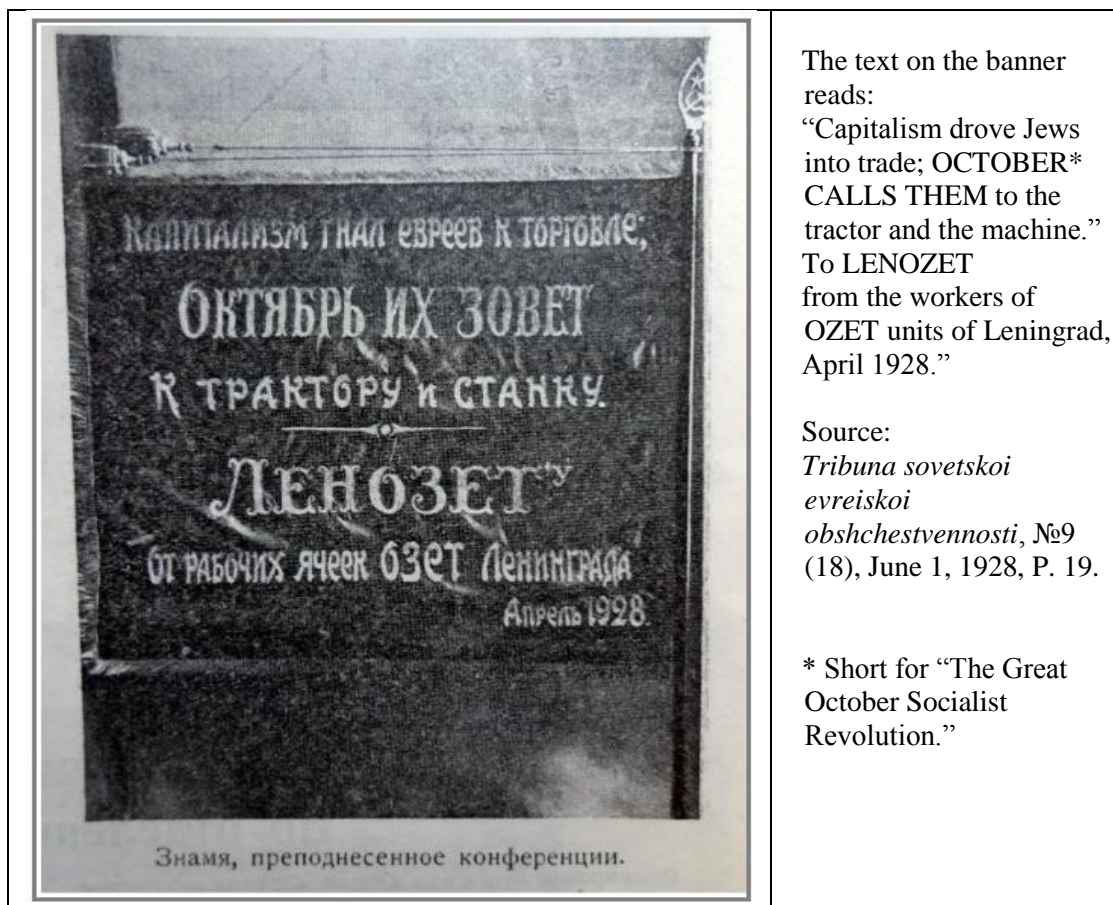 Капитализм гнал евреев к торговле;
Октябрь их зовет
к трактору и станку.
Ленозетʼу
От рабочих ячеек Озет Ленинграда
Апрель 1928.
Знамя, преподнесенное конференции.
The text on the banner
reads:
“Capitalism drove Jews
into trade; OCTOBER*
CALLS THEM to the
tractor and the machine.”
To LENOZET
from the workers of
OZET units of Leningrad,
April 1928.”
Source:
Tribuna sovetskoi
evreiskoi
obshchestvennosti, №9
(18), June 1, 1928, P. 19.
* Short for “The Great
October Socialist
Revolution.”